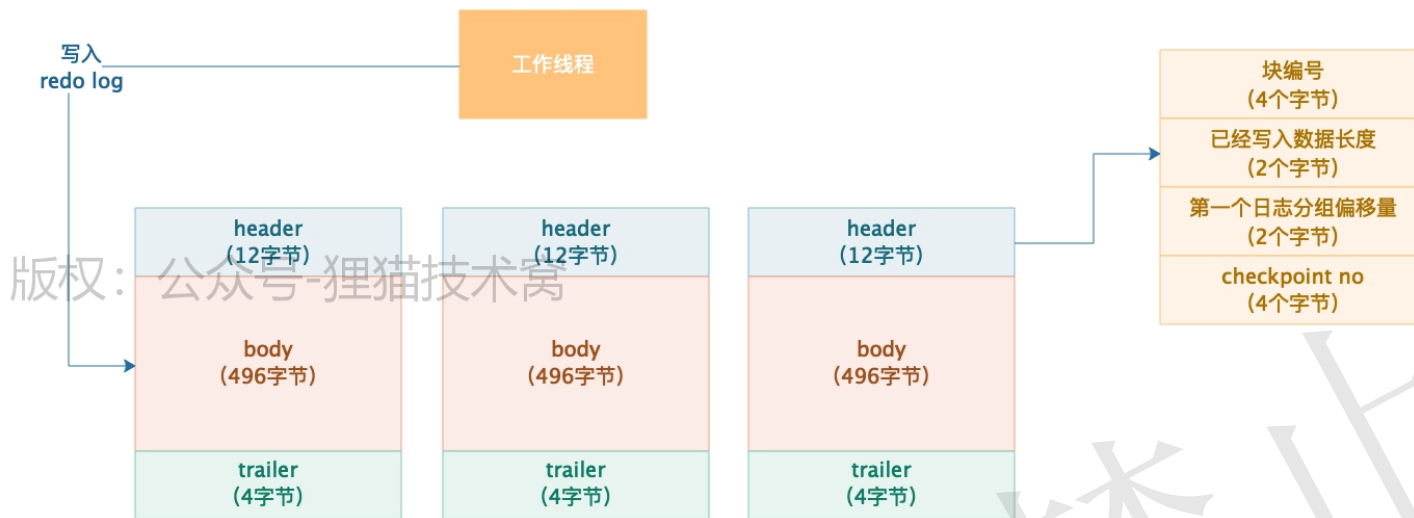 写入
redo log
工作线程
块编号
(4个字节)
已经写入数据长度
(2个字节)
第一个日志分组偏移量
(2个字节)
checkpoint no
(4个字节)
header
(12字节)
header
(12字节)
header
(12字节)
版权：公众号-狸猫技术窝
body
(496字节)
body
(496字节)
body
(496字节)
trailer
(4字节)
trailer
(4字节)
trailer
(4字节)